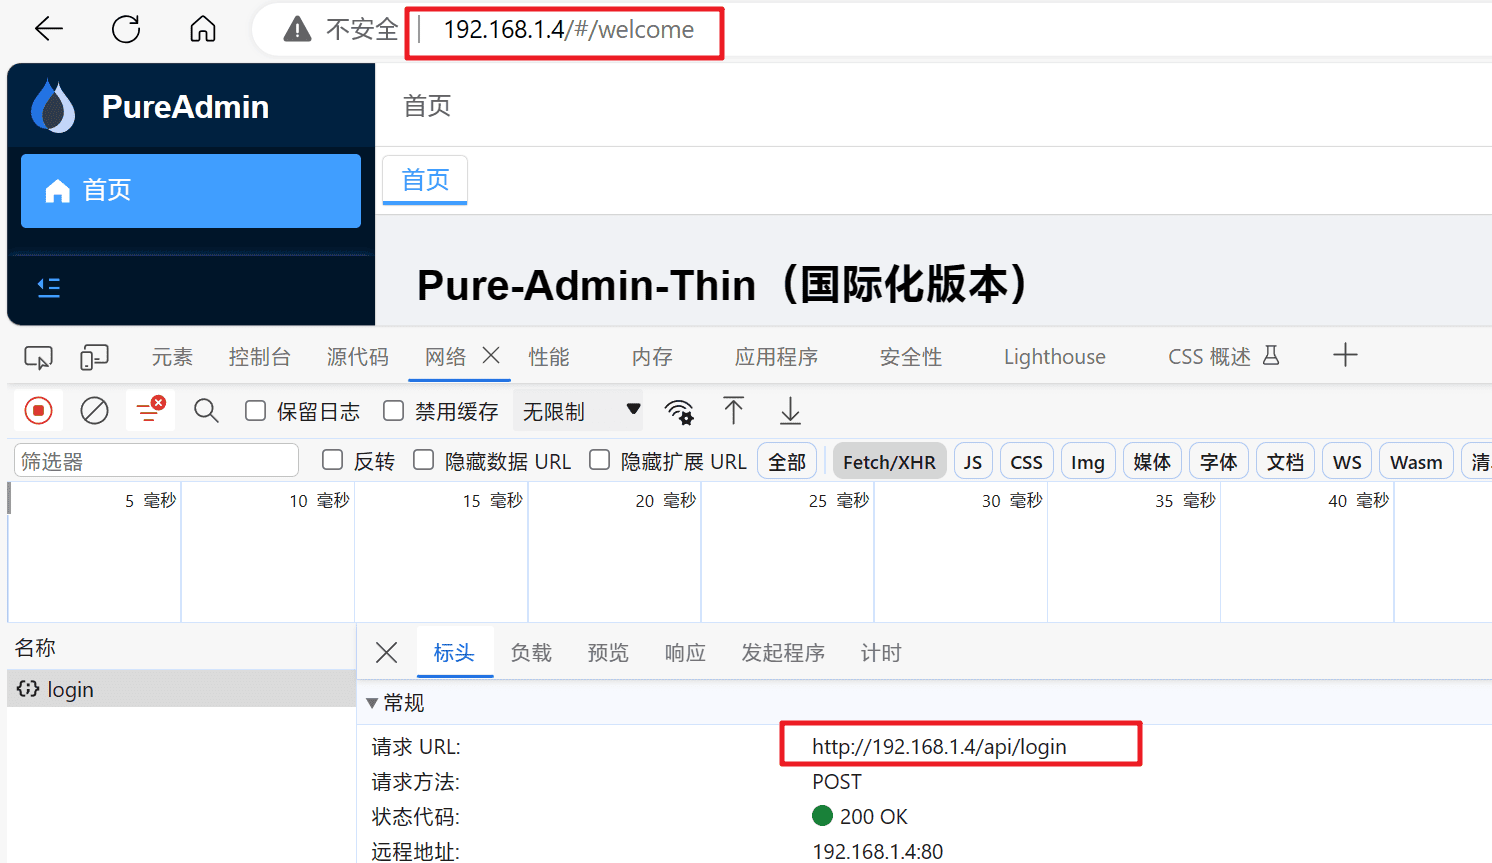 不安全 192.168.1.4/#/welcome
PureAdmin
首页
首页
首页
Pure-Admin-Thin（国际化版本）
元素 控制台 源代码 网络 性能 内存 应用程序 安全性 Lighthouse CSS 概述
保留日志 禁用缓存 无限制
筛选器 反转 隐藏数据 URL 隐藏扩展 URL 全部 Fetch/XHR JS CSS Img 媒体 字体 文档 WS Wasm
5 毫秒 10 毫秒 15 毫秒 20 毫秒 25 毫秒 30 毫秒 35 毫秒 40 毫秒
名称
login
标头 负载 预览 响应 发起程序 计时
常规
请求 URL: http://192.168.1.4/api/login
请求方法: POST
状态代码: 200 OK
远程地址: 192.168.1.4:80